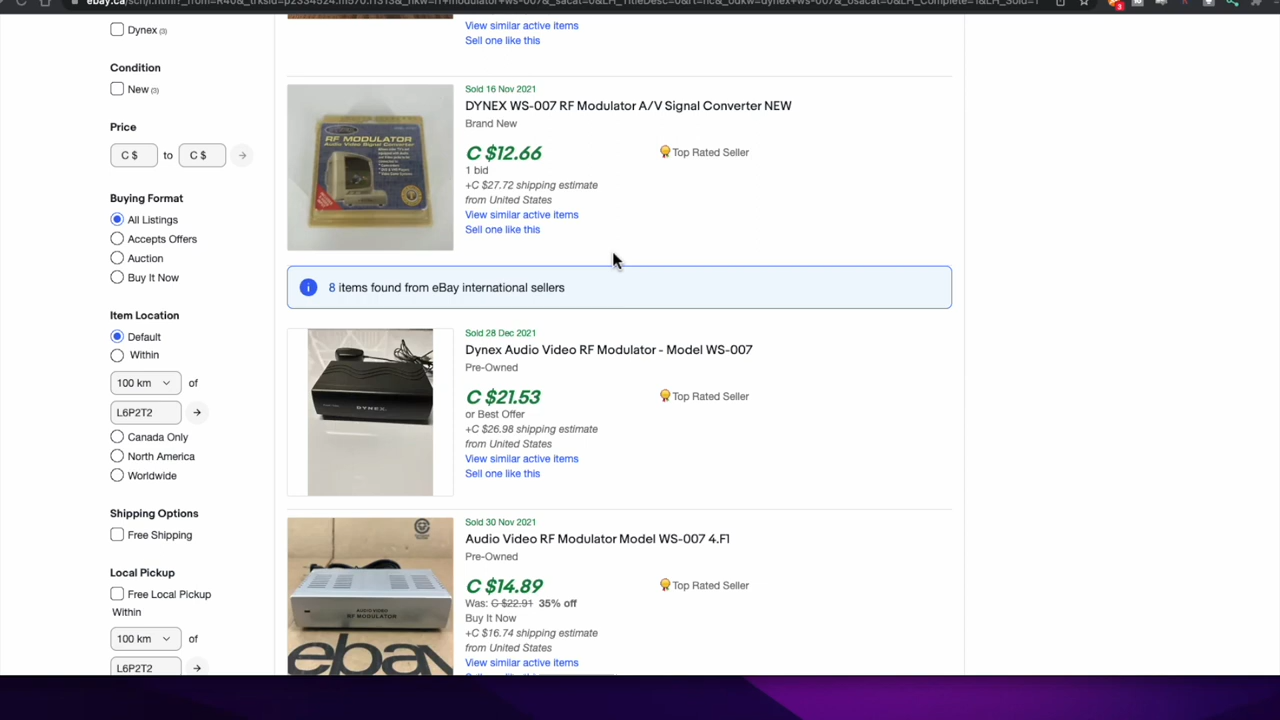 View similar active items
Sell one like this
Dynex (3)
Condition
New (3)
Price
C $ to C $
Buying Format
All Listings
Accepts Offers
Auction
Buy It Now
Item Location
Default
Within
100 km of
L6P2T2
Canada Only
North America
Worldwide
Shipping Options
Free Shipping
Local Pickup
Free Local Pickup
Within
100 km of
L6P2T2
Sold 16 Nov 2021
DYNEX WS-007 RF Modulator A/V Signal Converter NEW
Brand New
C $12.66
Top Rated Seller
1 bid
+C $27.72 shipping estimate
from United States
View similar active items
Sell one like this
RF MODULATOR
Audio Video Signal Converter
8 items found from eBay international sellers
Sold 28 Dec 2021
Dynex Audio Video RF Modulator - Model WS-007
Pre-Owned
C $21.53
Top Rated Seller
or Best Offer
+C $26.98 shipping estimate
from United States
View similar active items
Sell one like this
DYNEX
Sold 30 Nov 2021
Audio Video RF Modulator Model WS-007 4.F1
Pre-Owned
C $14.89
Top Rated Seller
Was: C $22.91 35% off
Buy It Now
+C $16.74 shipping estimate
from United States
View similar active items
AUDIO VIDEO
RF MODULATOR
ebay